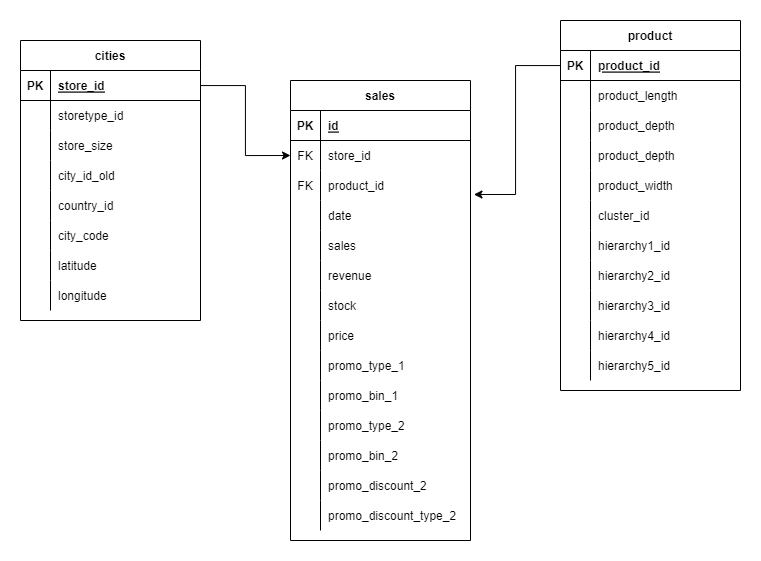 cities
PK store_id
storetype_id
store_size
city_id_old
country_id
city_code
latitude
longitude
sales
PK id
FK store_id
FK product_id
date
sales
revenue
stock
price
promo_type_1
promo_bin_1
promo_type_2
promo_bin_2
promo_discount_2
promo_discount_type_2
product
PK product_id
product_length
product_depth
product_depth
product_width
cluster_id
hierarchy1_id
hierarchy2_id
hierarchy3_id
hierarchy4_id
hierarchy5_id